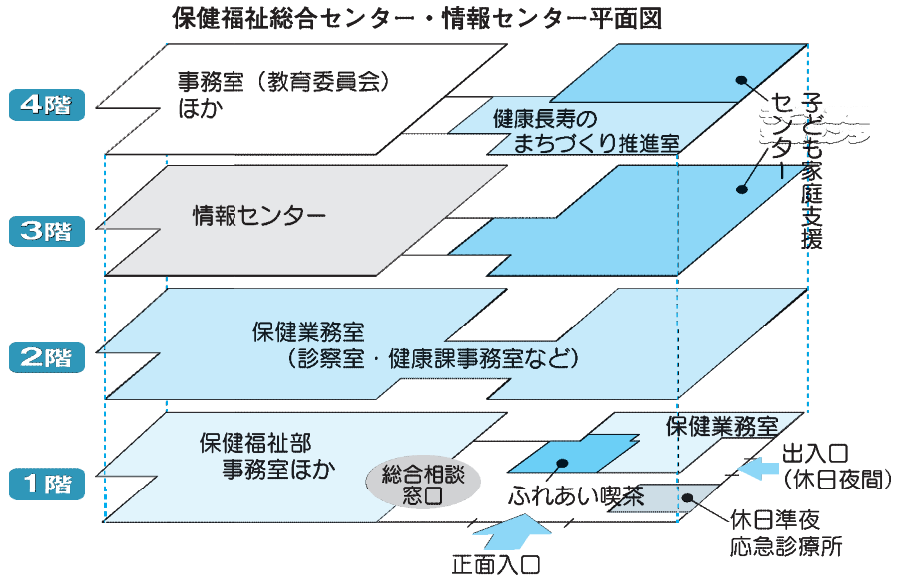 保健福祉総合センター・情報センター平面図
4階
事務室（教育委員会）
ほか
健康長寿の
まちづくり推進室
子ども家庭支援
センター
3階
情報センター
2階
保健業務室
（診察室・健康課事務室など）
1階
保健福祉部
事務室ほか
総合相談
窓口
ふれあい喫茶
保健業務室
出入口
（休日夜間）
休日準夜
応急診療所
正面入口